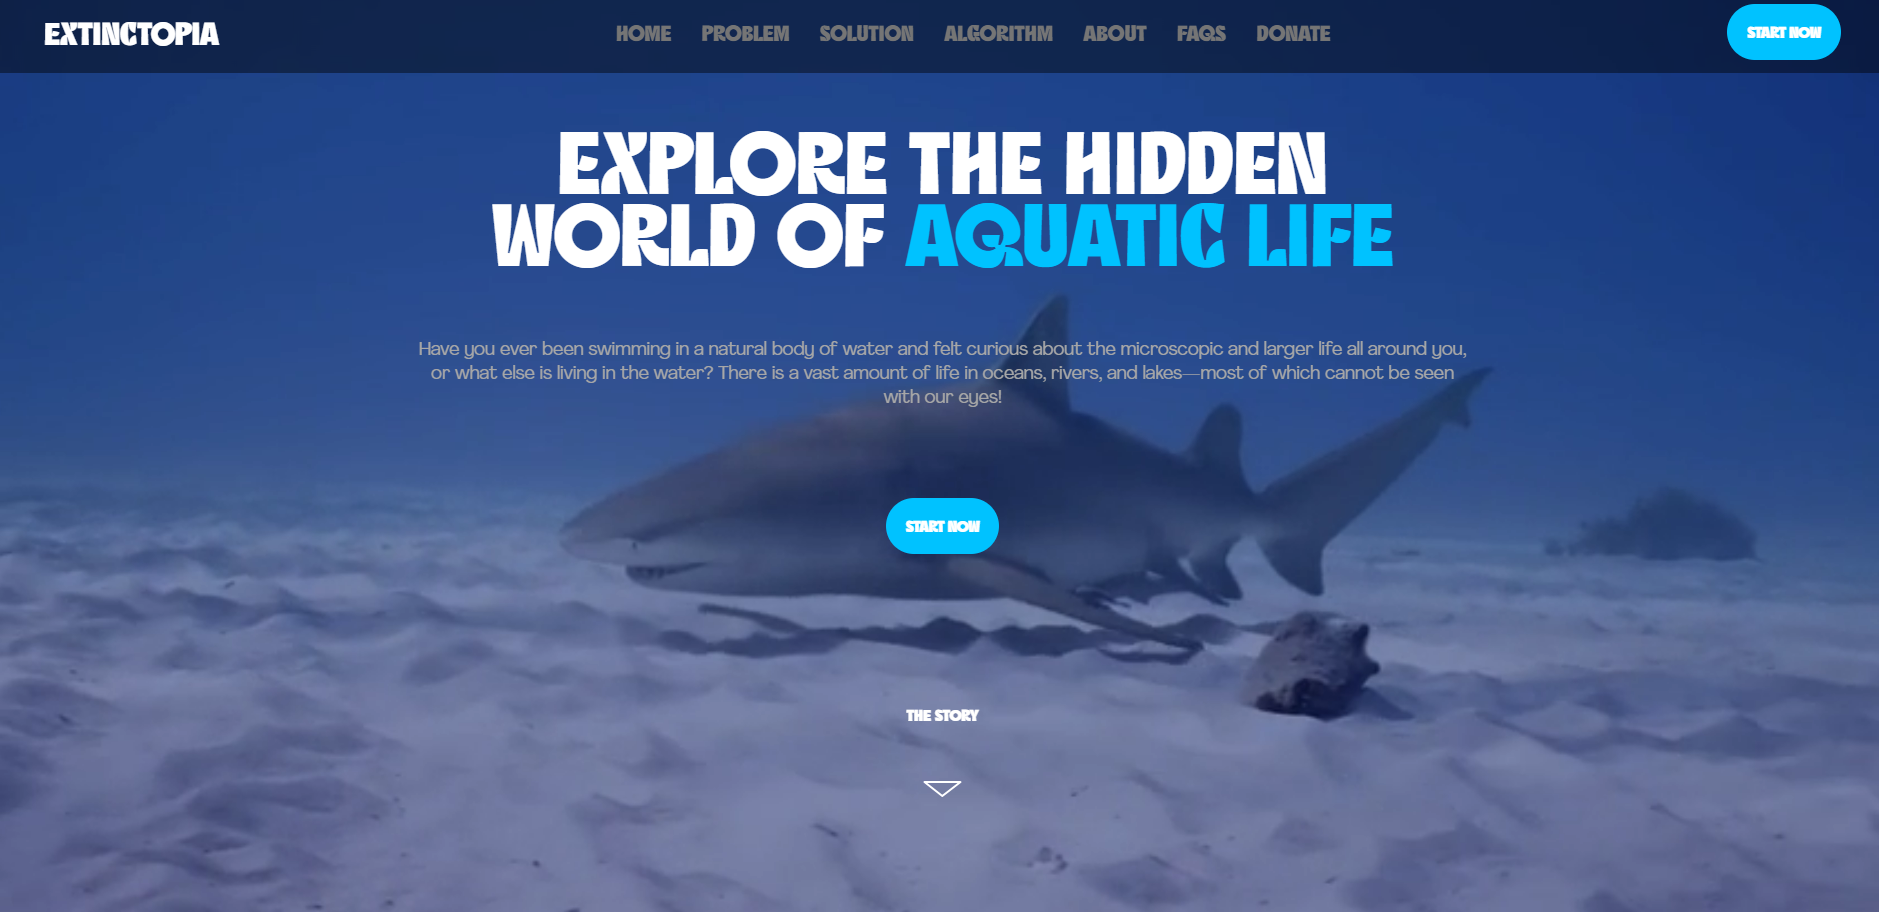 EXTINCTOPIA
HOME PROBLEM SOLUTION ALGORITHM ABOUT FAQS DONATE
START NOW
EXPLORE THE HIDDEN
WORLD OF AQUATIC LIFE
Have you ever been swimming in a natural body of water and felt curious about the microscopic and larger life all around you,
or what else is living in the water? There is a vast amount of life in oceans, rivers, and lakes—most of which cannot be seen
with our eyes!
START NOW
THE STORY